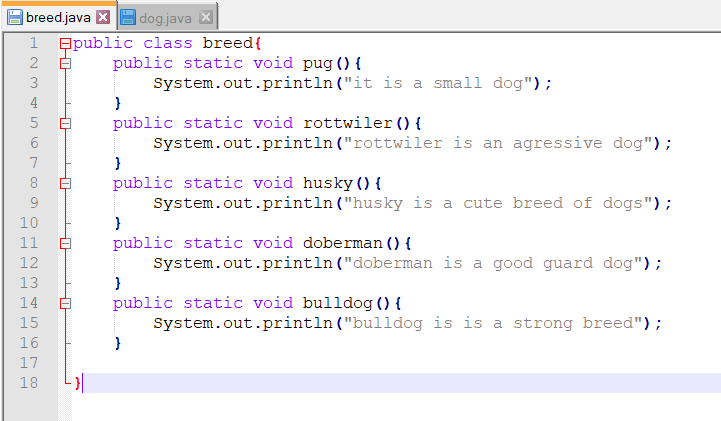 breed.java dog.java
1 public class breed{
2 public static void pug(){
3 System.out.println("it is a small dog");
4 }
5 public static void rottwiler(){
6 System.out.println("rottwiler is an agressive dog");
7 }
8 public static void husky(){
9 System.out.println("husky is a cute breed of dogs");
10 }
11 public static void doberman(){
12 System.out.println("doberman is a good guard dog");
13 }
14 public static void bulldog(){
15 System.out.println("bulldog is is a strong breed");
16 }
17
18 }